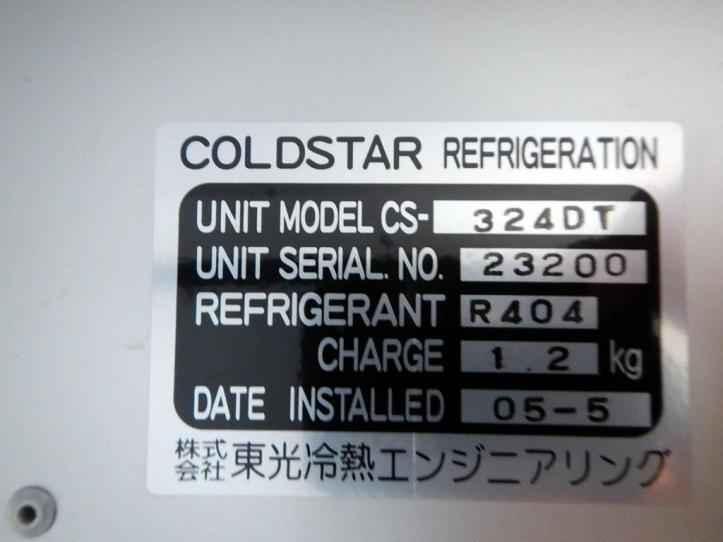 COLDSTAR REFRIGERATION
UNIT MODEL CS-324DT
UNIT SERIAL. NO. 23200
REFRIGERANT R404
CHARGE 1.2 kg
DATE INSTALLED 05-5
株式会社東光冷熱エンジニアリング